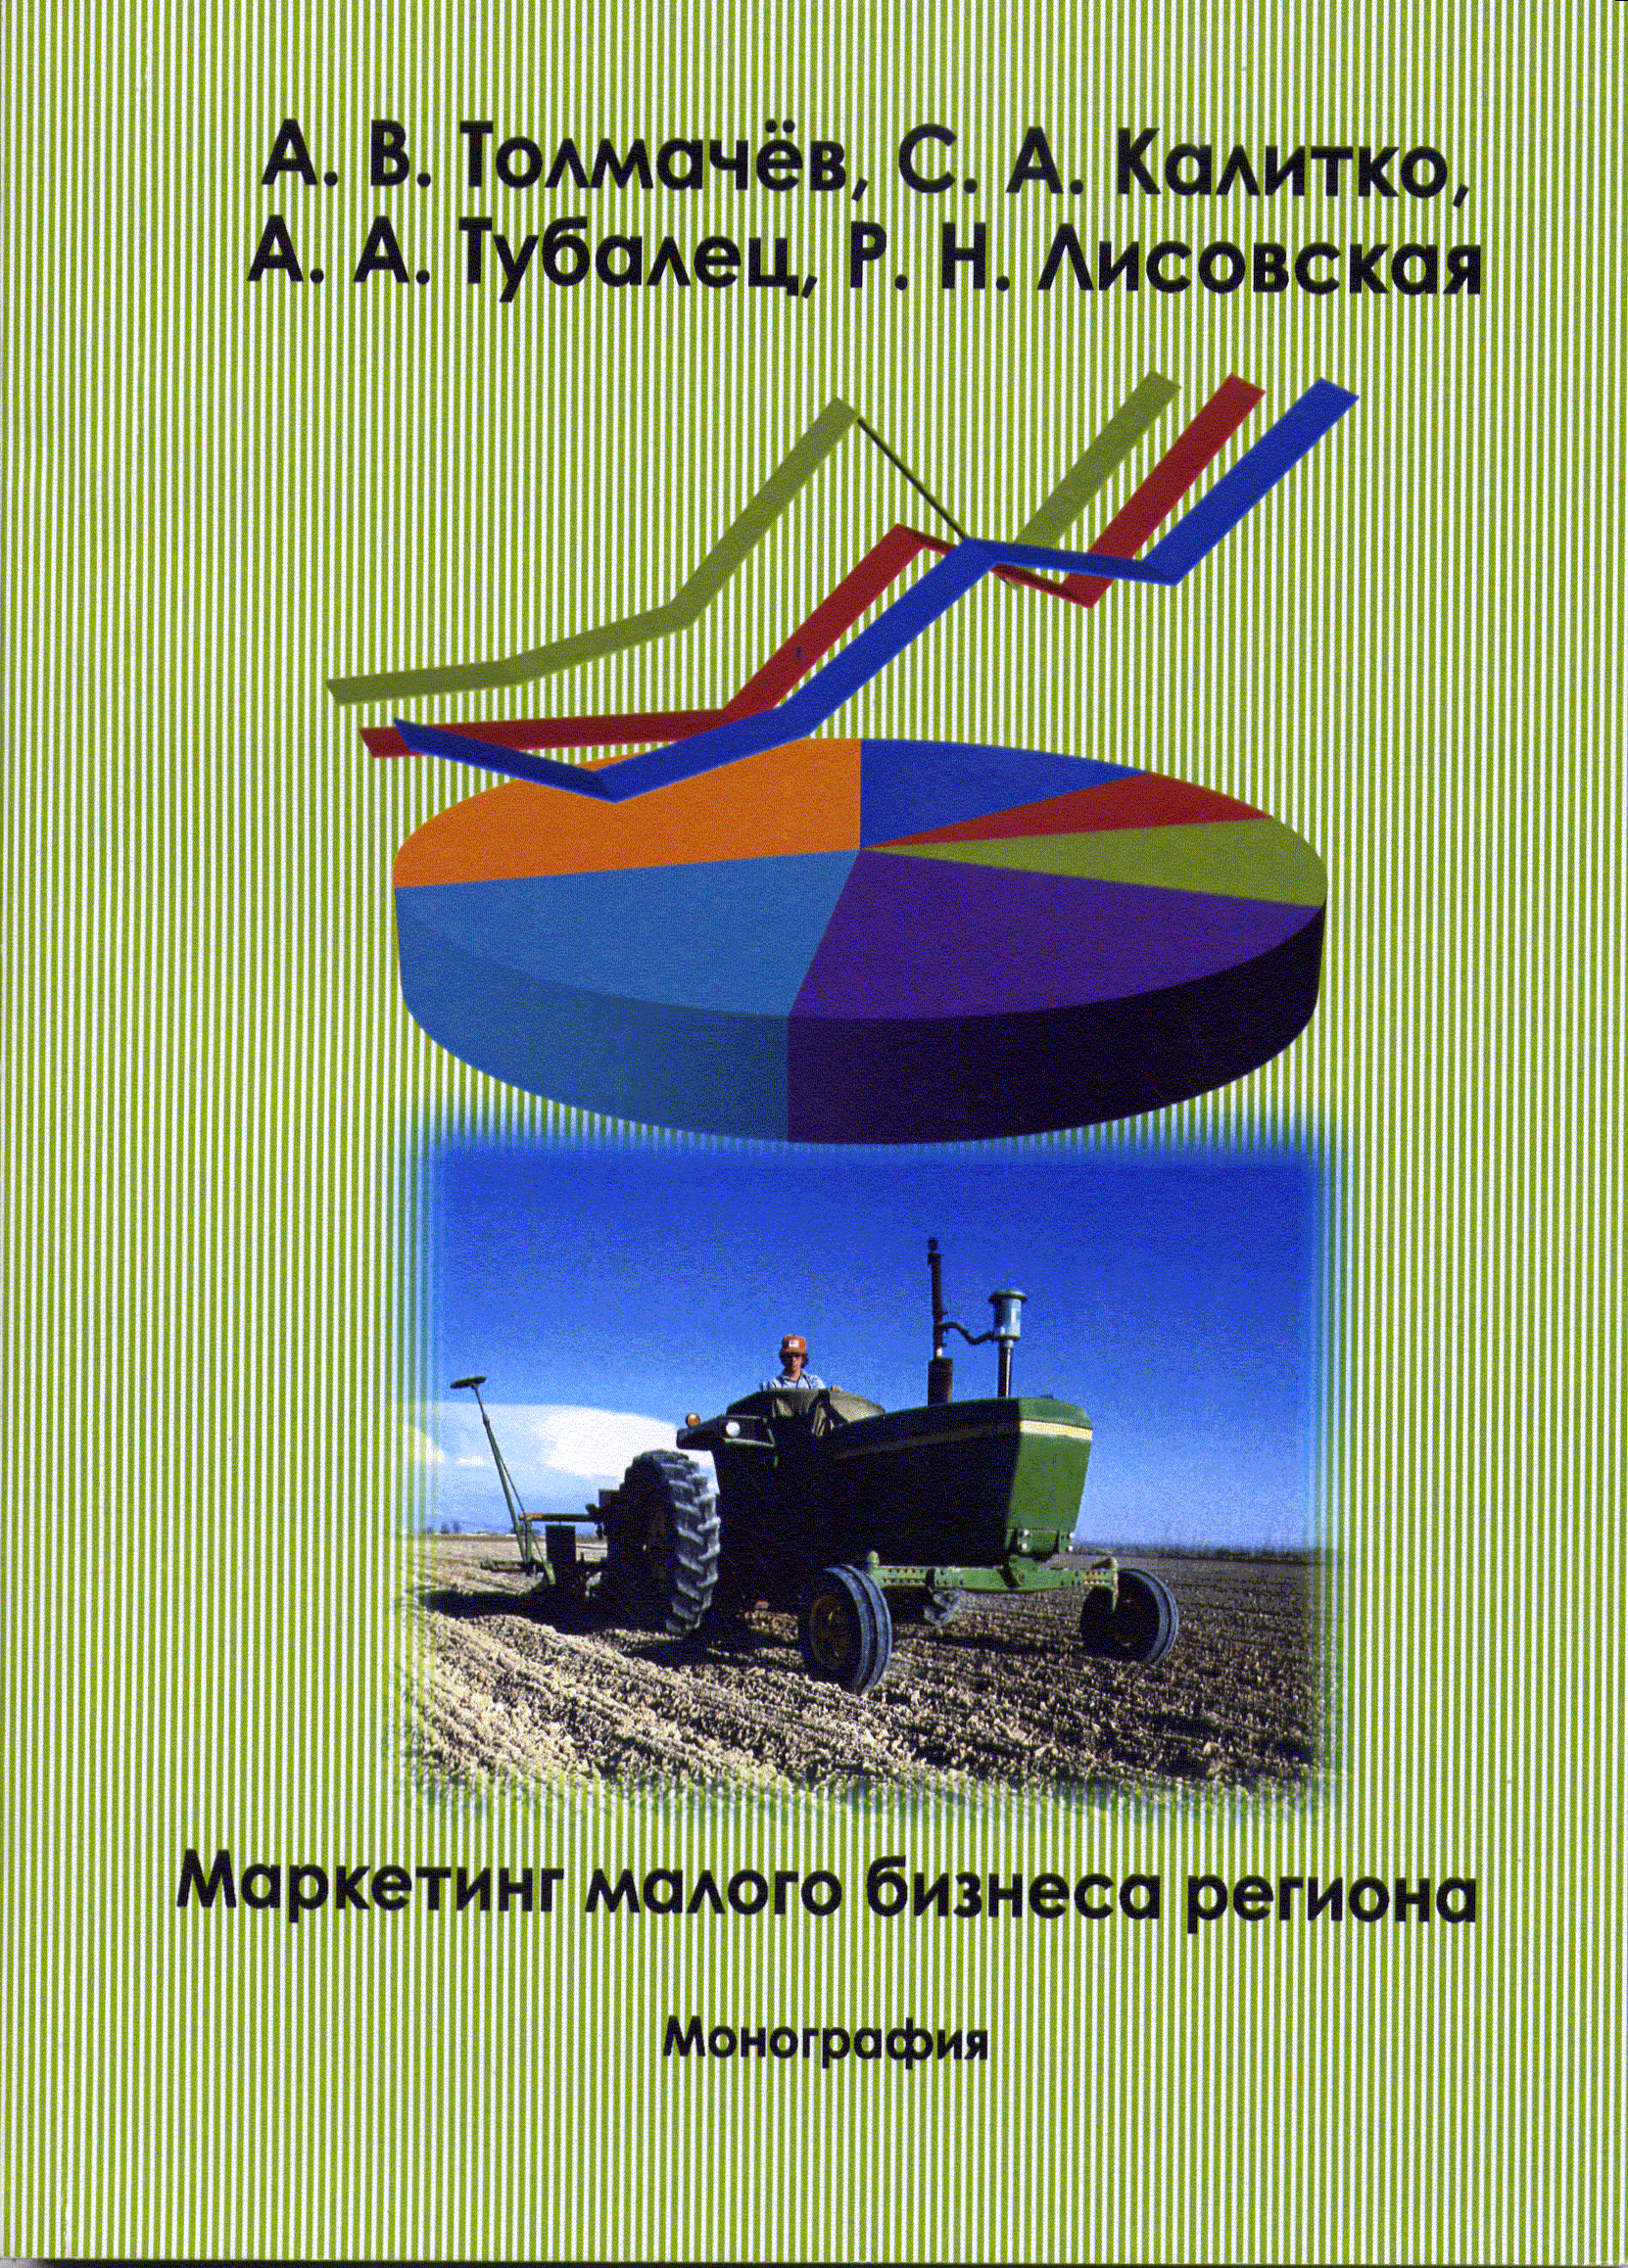 А. В. Толмачёв, С. А. Калитко,
А. А. Тубалец, Р. Н. Лисовская
Маркетинг малого бизнеса региона
Монография